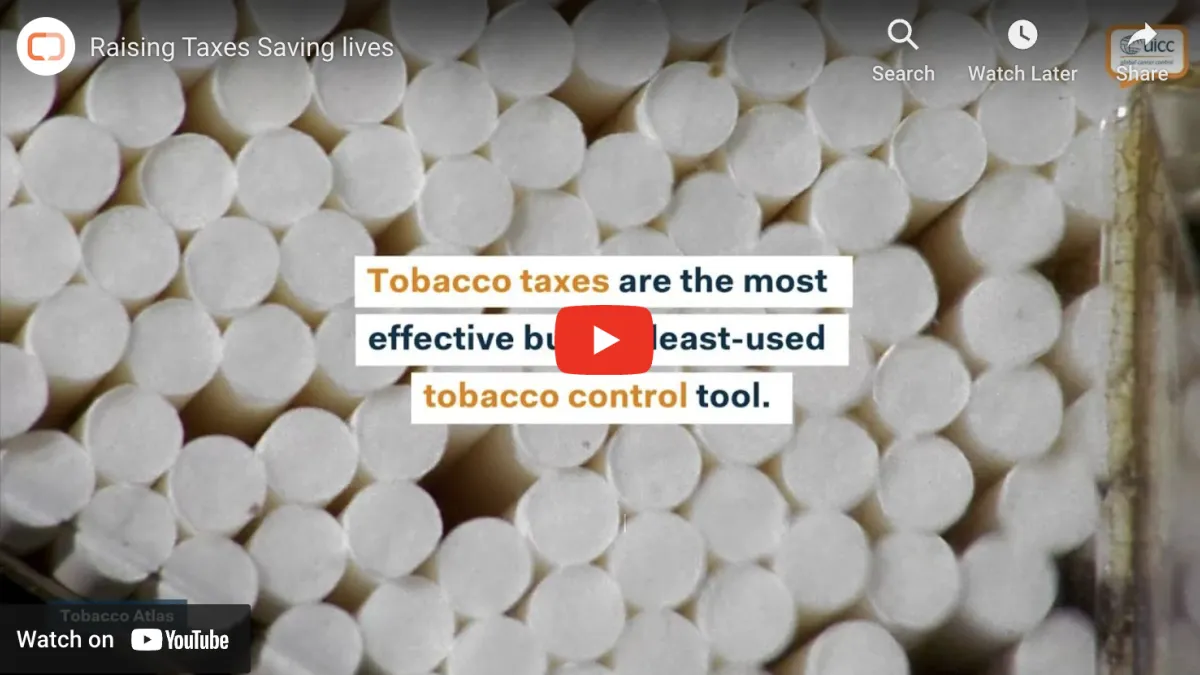 Raising Taxes Saving lives
Search
Watch Later
Share
uicc
global cancer control
Tobacco taxes are the most
effective bu least-used
tobacco control tool.
Tobacco Atlas
Watch on YouTube